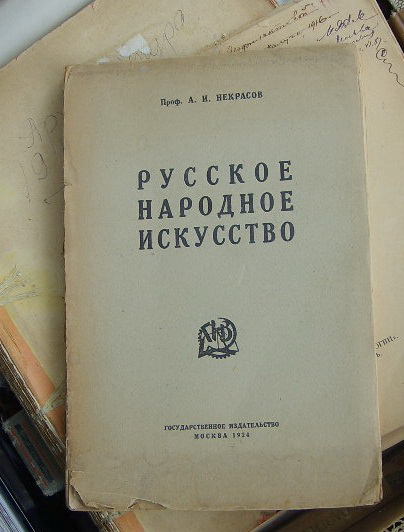 Проф. А. И. НЕКРАСОВ
РУССКОЕ
НАРОДНОЕ
ИСКУССТВО
ГОСУДАРСТВЕННОЕ ИЗДАТЕЛЬСТВО
МОСКВА 1924